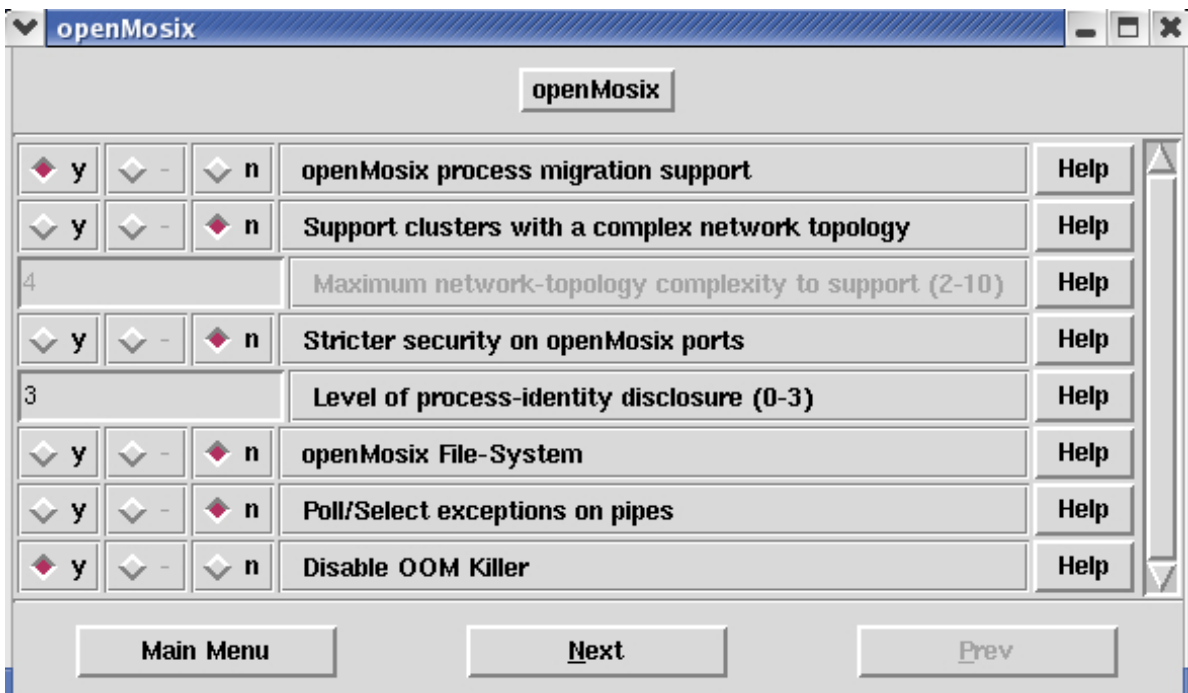 openMosix
openMosix
y - n openMosix process migration support Help
y - n Support clusters with a complex network topology Help
4 Maximum network-topology complexity to support (2-10) Help
y - n Stricter security on openMosix ports Help
3 Level of process-identity disclosure (0-3) Help
y - n openMosix File-System Help
y - n Poll/Select exceptions on pipes Help
y - n Disable OOM Killer Help
Main Menu Next Prev